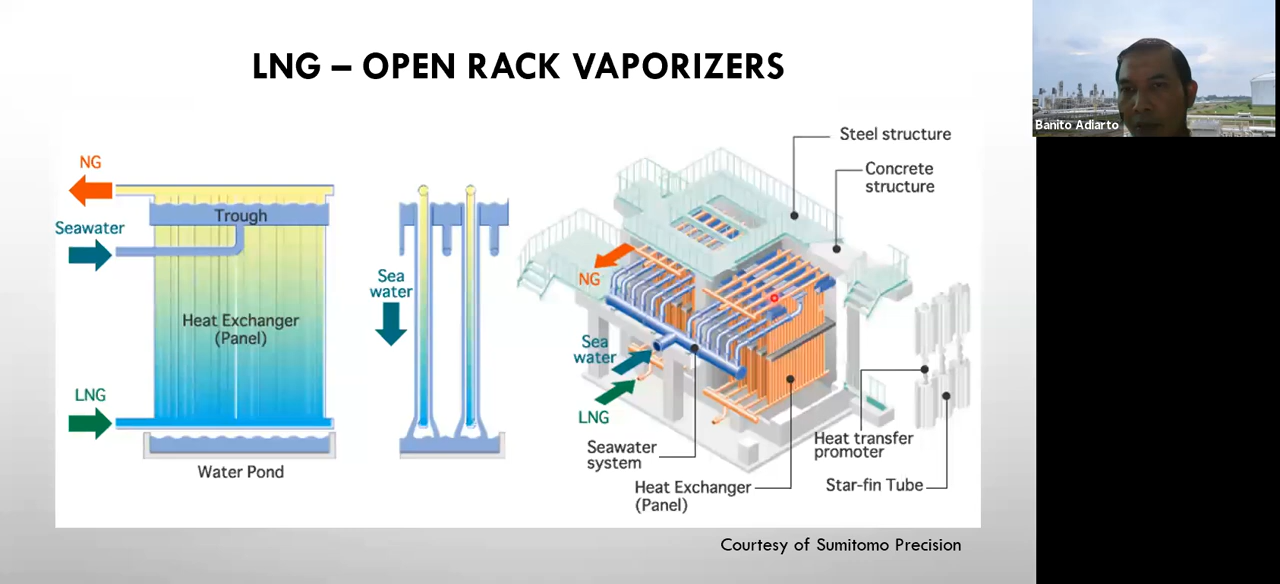 LNG – OPEN RACK VAPORIZERS
Banito Adiarto
NG
Seawater
Trough
Heat Exchanger
(Panel)
LNG
Water Pond
Sea
water
Steel structure
Concrete
structure
NG
Sea
water
LNG
Seawater
system
Heat Exchanger
(Panel)
Heat transfer
promoter
Star-fin Tube
Courtesy of Sumitomo Precision